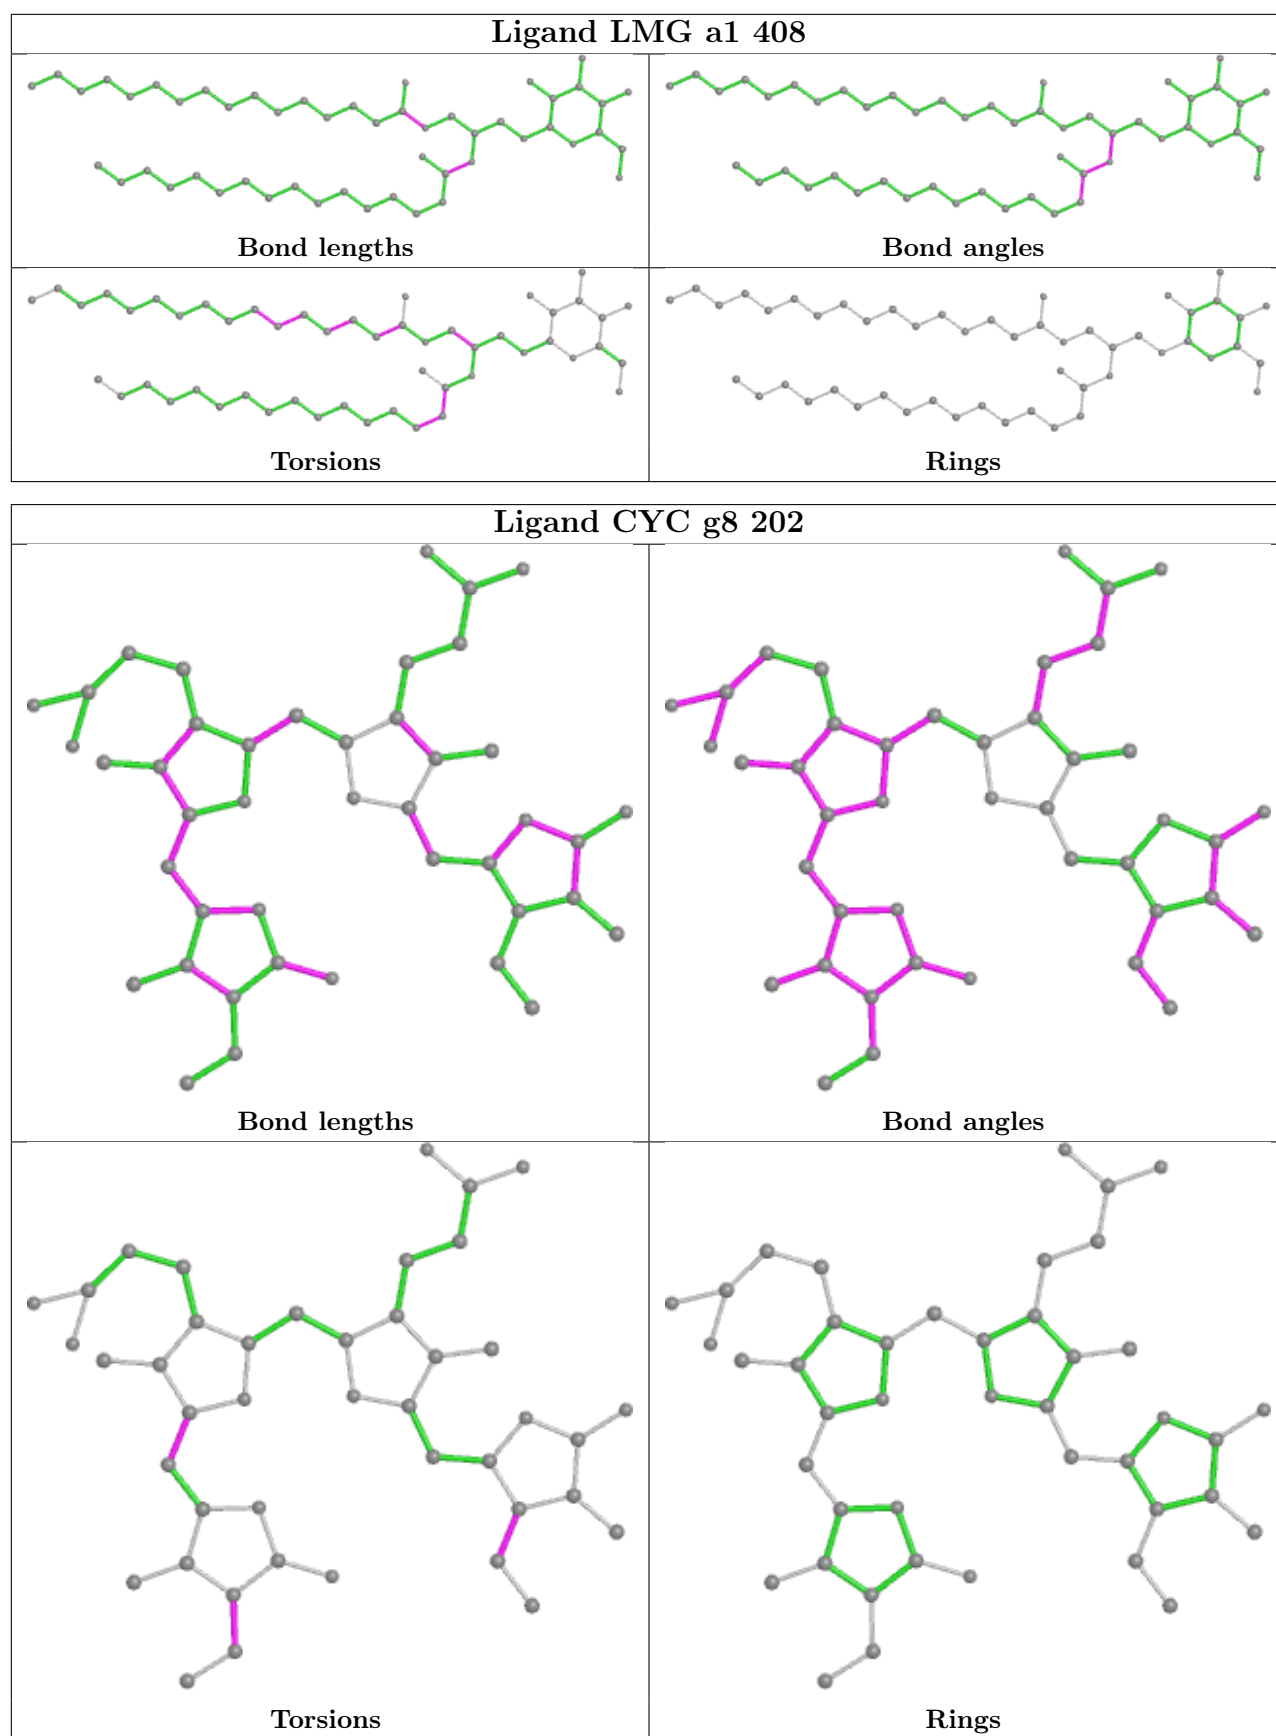 Ligand LMG a1 408
Bond lengths
Bond angles
Torsions
Rings
Ligand CYC g8 202
Bond lengths
Bond angles
Torsions
Rings